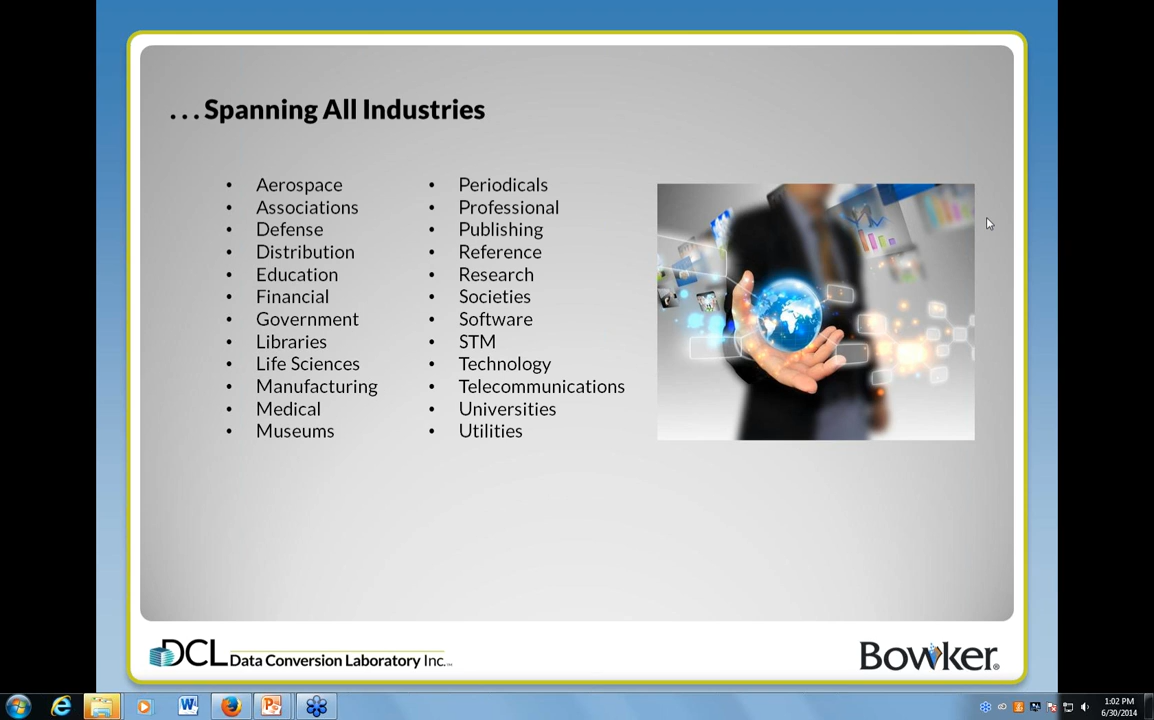 . . . Spanning All Industries
• Aerospace
• Associations
• Defense
• Distribution
• Education
• Financial
• Government
• Libraries
• Life Sciences
• Manufacturing
• Medical
• Museums
• Periodicals
• Professional
• Publishing
• Reference
• Research
• Societies
• Software
• STM
• Technology
• Telecommunications
• Universities
• Utilities
DCL Data Conversion Laboratory Inc.
Bowker®
1:02 PM
6/30/2014